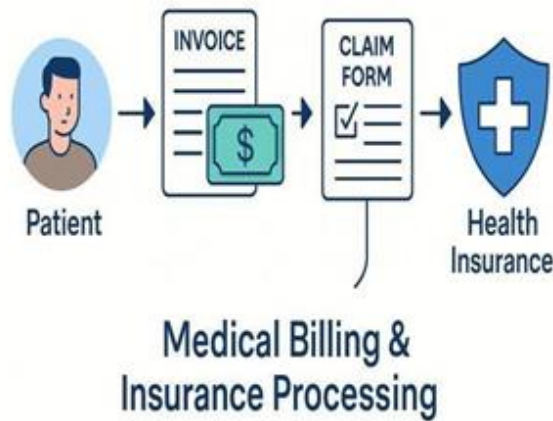 INVOICE
$
CLAIM
FORM
Patient
Health
Insurance
Medical Billing &
Insurance Processing